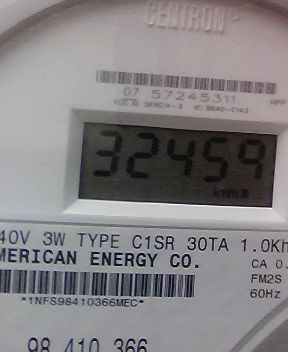 CENTRON®
07 57245311
HPP
32459
kWh
40V 3W TYPE C1SR 30TA 1.0Kh
MERICAN ENERGY CO.
CA 0.
FM2S
60Hz
*1NFS98410366MEC*
98 410 366